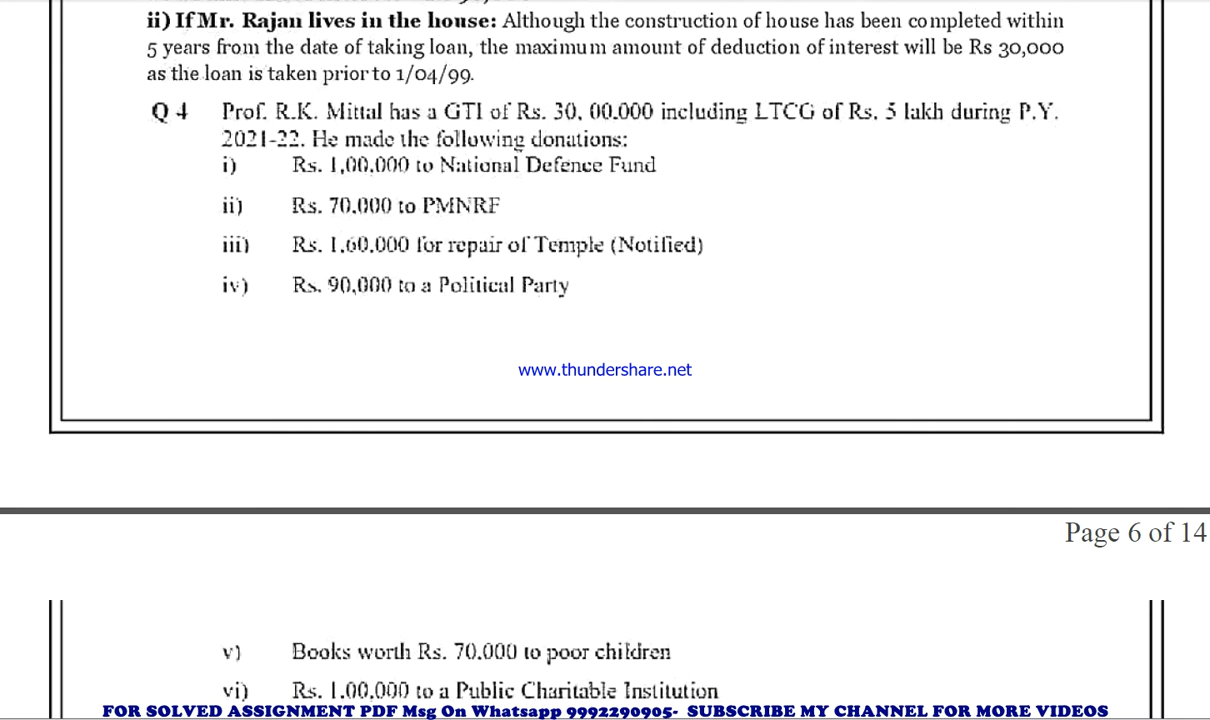 ii) If Mr. Rajan lives in the house: Although the construction of house has been completed within
5 years from the date of taking loan, the maximum amount of deduction of interest will be Rs 30,000
as the loan is taken prior to 1/04/99.
Q 4 Prof. R.K. Mittal has a GTI of Rs. 30, 00.000 including LTCG of Rs. 5 lakh during P.Y.
2021-22. He made the following donations:
i) Rs. 1,00,000 to National Defence Fund
ii) Rs. 70.000 to PMNRF
iii) Rs. 1.60.000 for repair of Temple (Notified)
iv) Rs. 90,000 to a Political Party
www.thundershare.net
Page 6 of 14
v) Books worth Rs. 70.000 to poor children
vi) Rs. 1.00.000 to a Public Charitable Institution
FOR SOLVED ASSIGNMENT PDF Msg On Whatsapp 9992290905- SUBSCRIBE MY CHANNEL FOR MORE VIDEOS